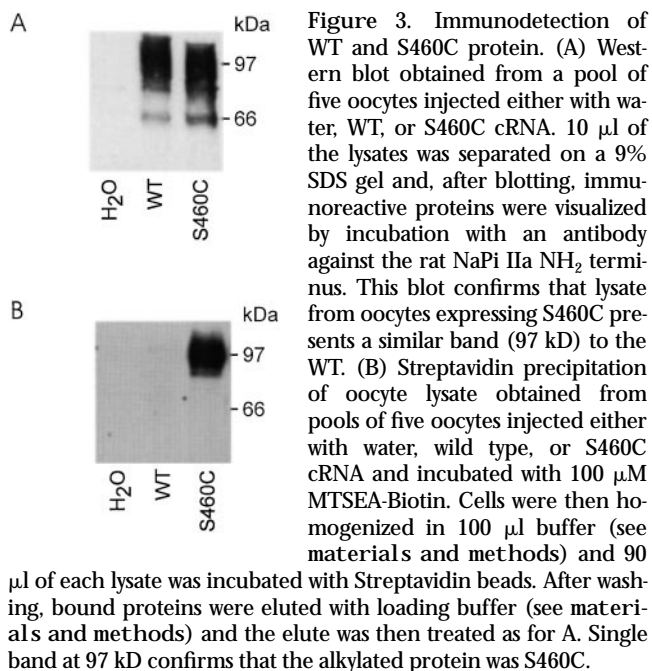 A
kDa
97
66
H2O
WT
S460C
B
kDa
97
66
H2O
WT
S460C
Figure 3. Immunodetection of
WT and S460C protein. (A) West-
ern blot obtained from a pool of
five oocytes injected either with wa-
ter, WT, or S460C cRNA. 10 μl of
the lysates was separated on a 9%
SDS gel and, after blotting, immu-
noreactive proteins were visualized
by incubation with an antibody
against the rat NaPi IIa NH2 termi-
nus. This blot confirms that lysate
from oocytes expressing S460C pre-
sents a similar band (97 kD) to the
WT. (B) Streptavidin precipitation
of oocyte lysate obtained from
pools of five oocytes injected either
with water, wild type, or S460C
cRNA and incubated with 100 μM
MTSEA-Biotin. Cells were then ho-
mogenized in 100 μl buffer (see
materials and methods) and 90
μl of each lysate was incubated with Streptavidin beads. After wash-
ing, bound proteins were eluted with loading buffer (see materi-
als and methods) and the elute was then treated as for A. Single
band at 97 kD confirms that the alkylated protein was S460C.